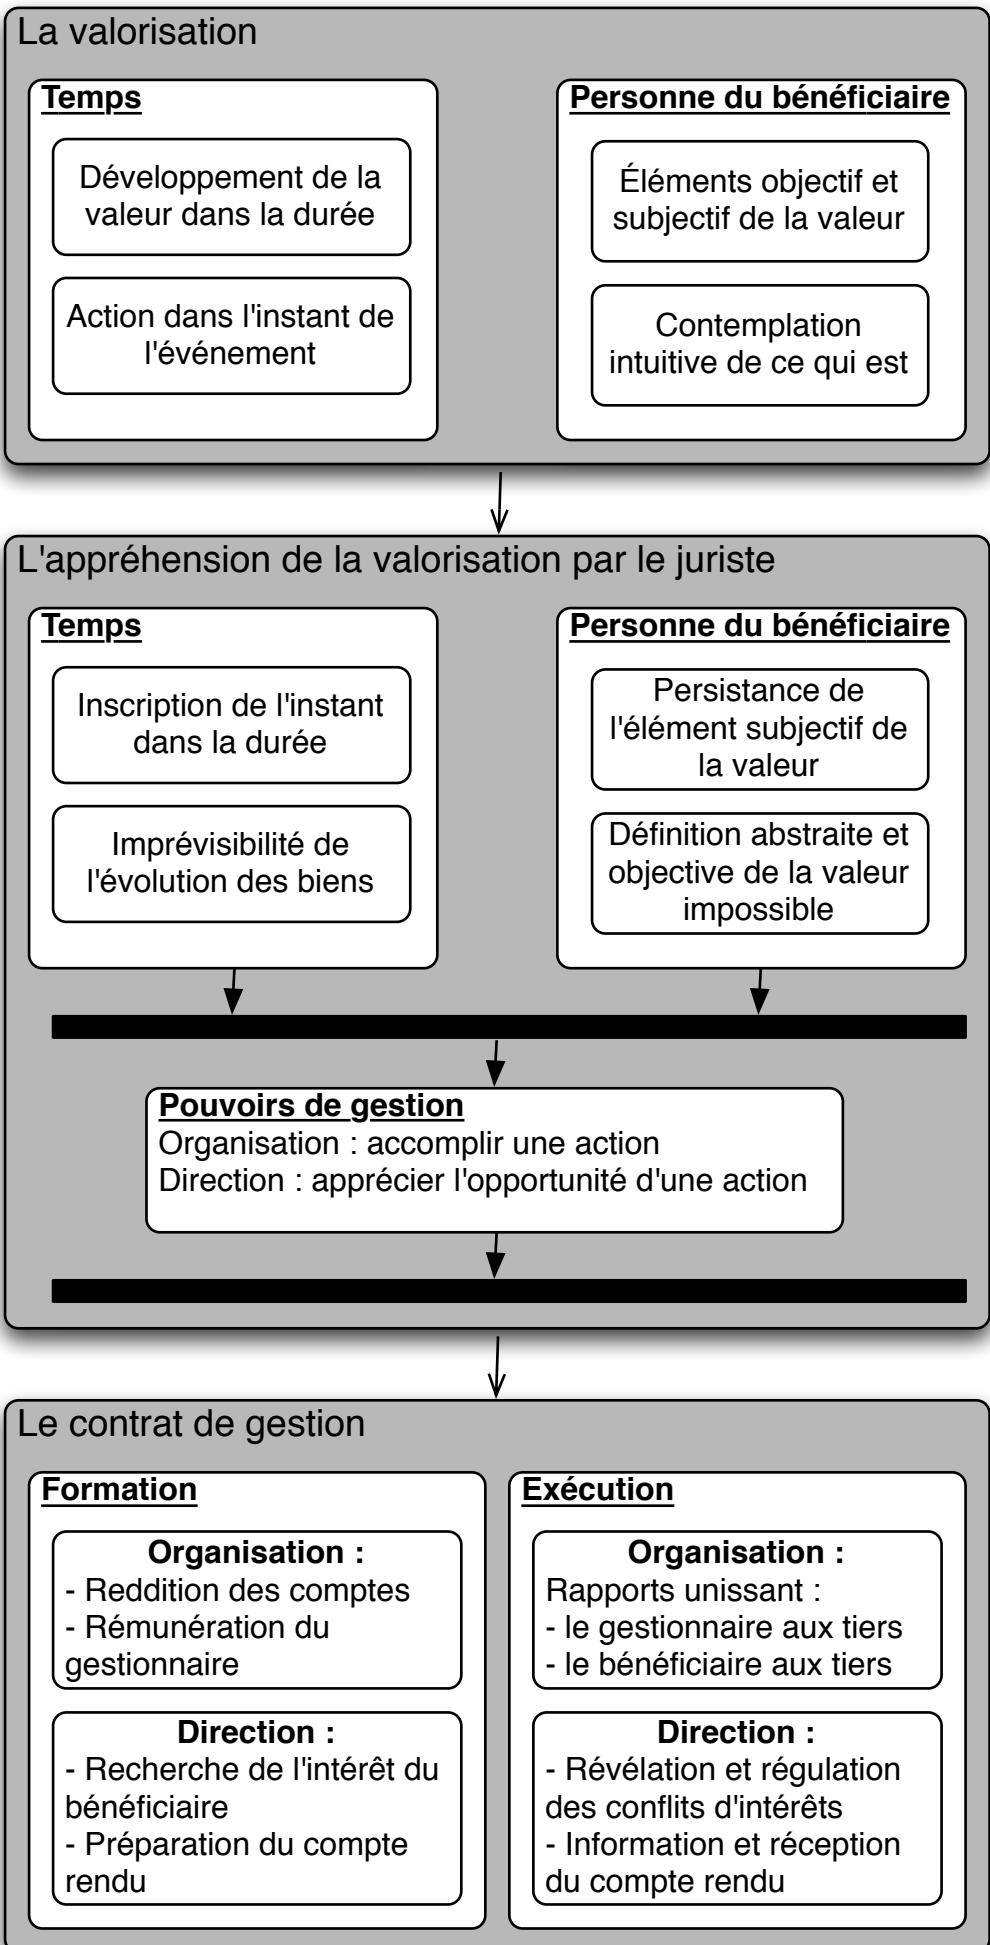 La valorisation
Temps
Développement de la
valeur dans la durée
Action dans l'instant de
l'événement
Personne du bénéficiaire
Éléments objectif et
subjectif de la valeur
Contemplation
intuitive de ce qui est
L'appréhension de la valorisation par le juriste
Temps
Inscription de l'instant
dans la durée
Imprévisibilité de
l'évolution des biens
Personne du bénéficiaire
Persistance de
l'élément subjectif de
la valeur
Définition abstraite et
objective de la valeur
impossible
Pouvoirs de gestion
Organisation : accomplir une action
Direction : apprécier l'opportunité d'une action
Le contrat de gestion
Formation
Organisation :
- Reddition des comptes
- Rémunération du
gestionnaire
Direction :
- Recherche de l'intérêt du
bénéficiaire
- Préparation du compte
rendu
Exécution
Organisation :
Rapports unissant :
- le gestionnaire aux tiers
- le bénéficiaire aux tiers
Direction :
- Révélation et régulation
des conflits d'intérêts
- Information et réception
du compte rendu